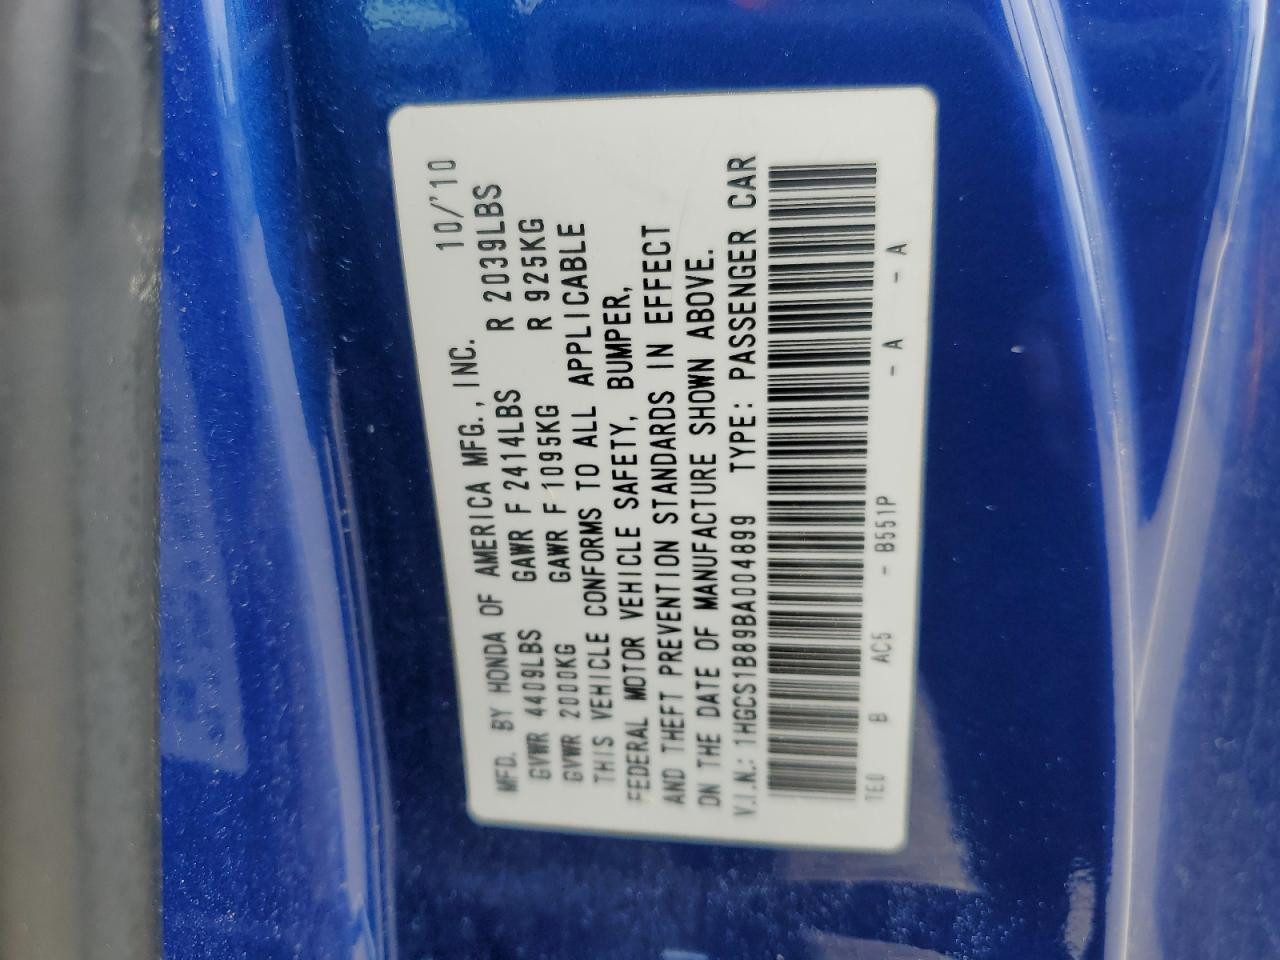 MFD. BY HONDA OF AMERICA MFG., INC. 10/'10
GVWR 4409LBS GAWR F 2414LBS R 2039LBS
GVWR 2000KG GAWR F 1095KG R 925KG
THIS VEHICLE CONFORMS TO ALL APPLICABLE
FEDERAL MOTOR VEHICLE SAFETY, BUMPER,
AND THEFT PREVENTION STANDARDS IN EFFECT
ON THE DATE OF MANUFACTURE SHOWN ABOVE.
V.I.N.: 1HGCS1B89BA004899 TYPE: PASSENGER CAR
TE0 B AC5 - B551P - A - A